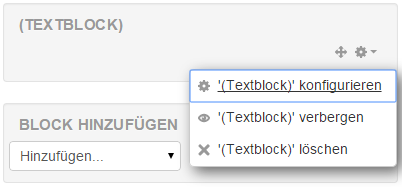 (TEXTBLOCK)
'(Textblock)' konfigurieren
'(Textblock)' verbergen
'(Textblock)' löschen
BLOCK HINZUFÜGEN
Hinzufügen...